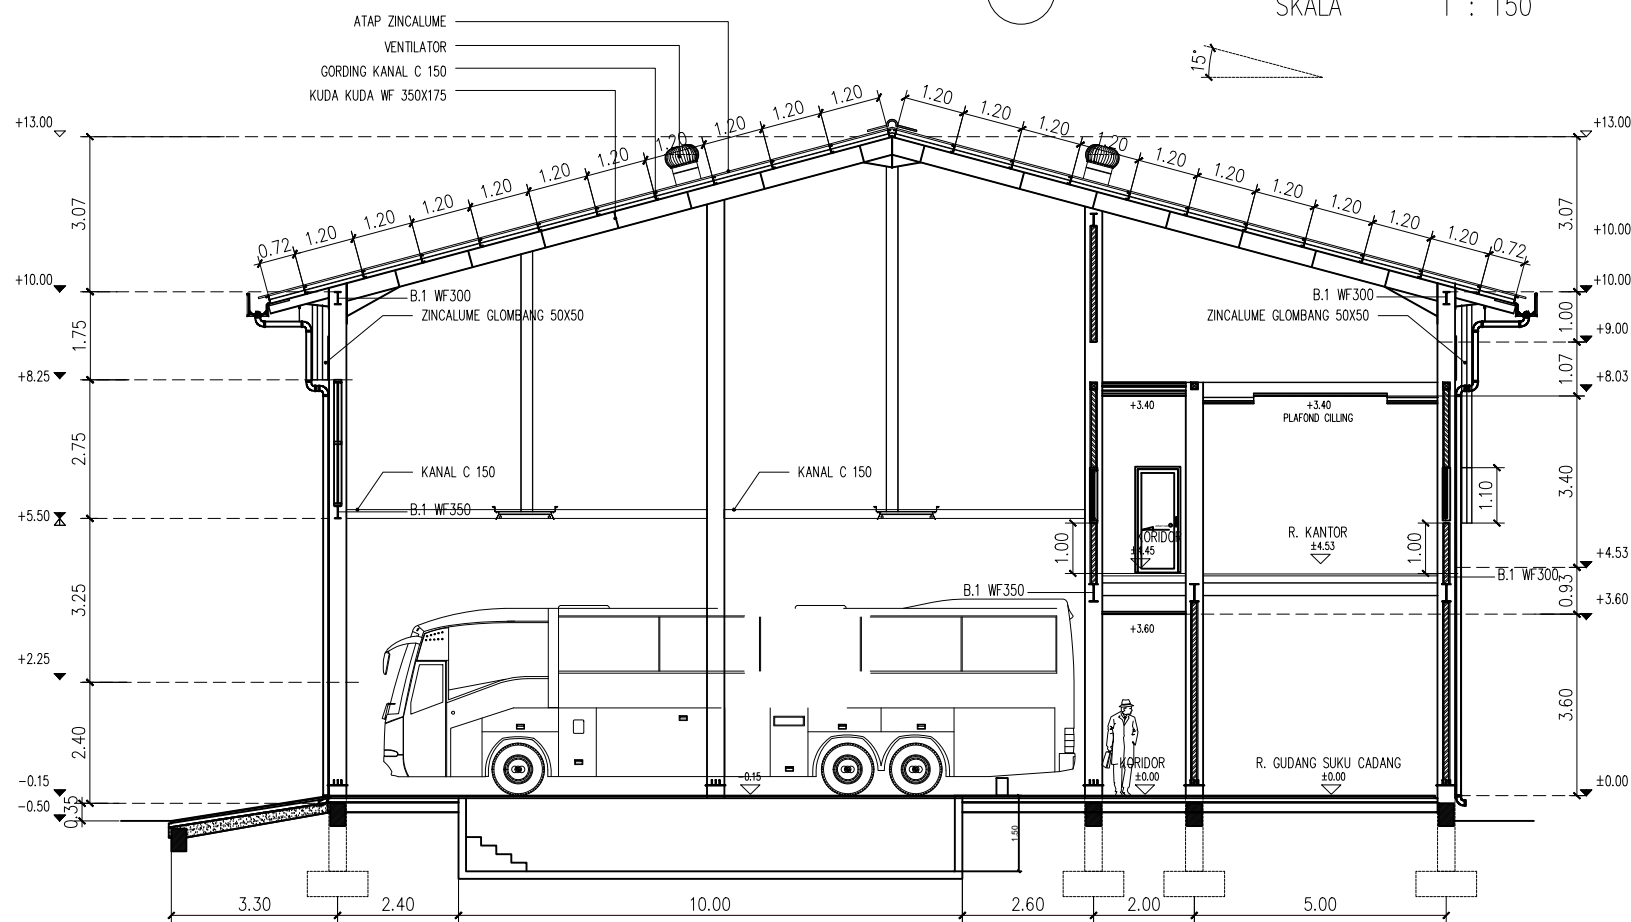 SKALA 1 : 150
ATAP ZINCALUME
VENTILATOR
GORDING KANAL C 150
KUDA KUDA WF 350X175
15°
1.20 1.20
1.20 1.20
1.20 1.20
1.20 1.20
1.20 1.20
1.20 1.20
1.20 1.20
1.20 1.20
1.20 1.20
1.20 1.20
0.72 0.72
+13.00 +13.00
3.07 3.07
+10.00
+10.00 +10.00
B.1 WF300 B.1 WF300
ZINCALUME GLOMBANG 50X50 ZINCALUME GLOMBANG 50X50
1.75 1.00
+9.00
1.07
+8.25 +8.03
+3.40 +3.40
PLAFOND CILLING
2.75 3.40
KANAL C 150 KANAL C 150
1.10
B.1 WF350
+5.50
R. KANTOR
KORIDOR
±4.45 ±4.53
1.00 1.00
+4.53
B.1 WF300
0.93
B.1 WF350
3.25
+3.60
+3.60
+2.25
2.40 3.60
KORIDOR R. GUDANG SUKU CADANG
-0.15 ±0.00 ±0.00 ±0.00
-0.15
-0.50
0.35
1.50
3.30 2.40 10.00 2.60 2.00 5.00